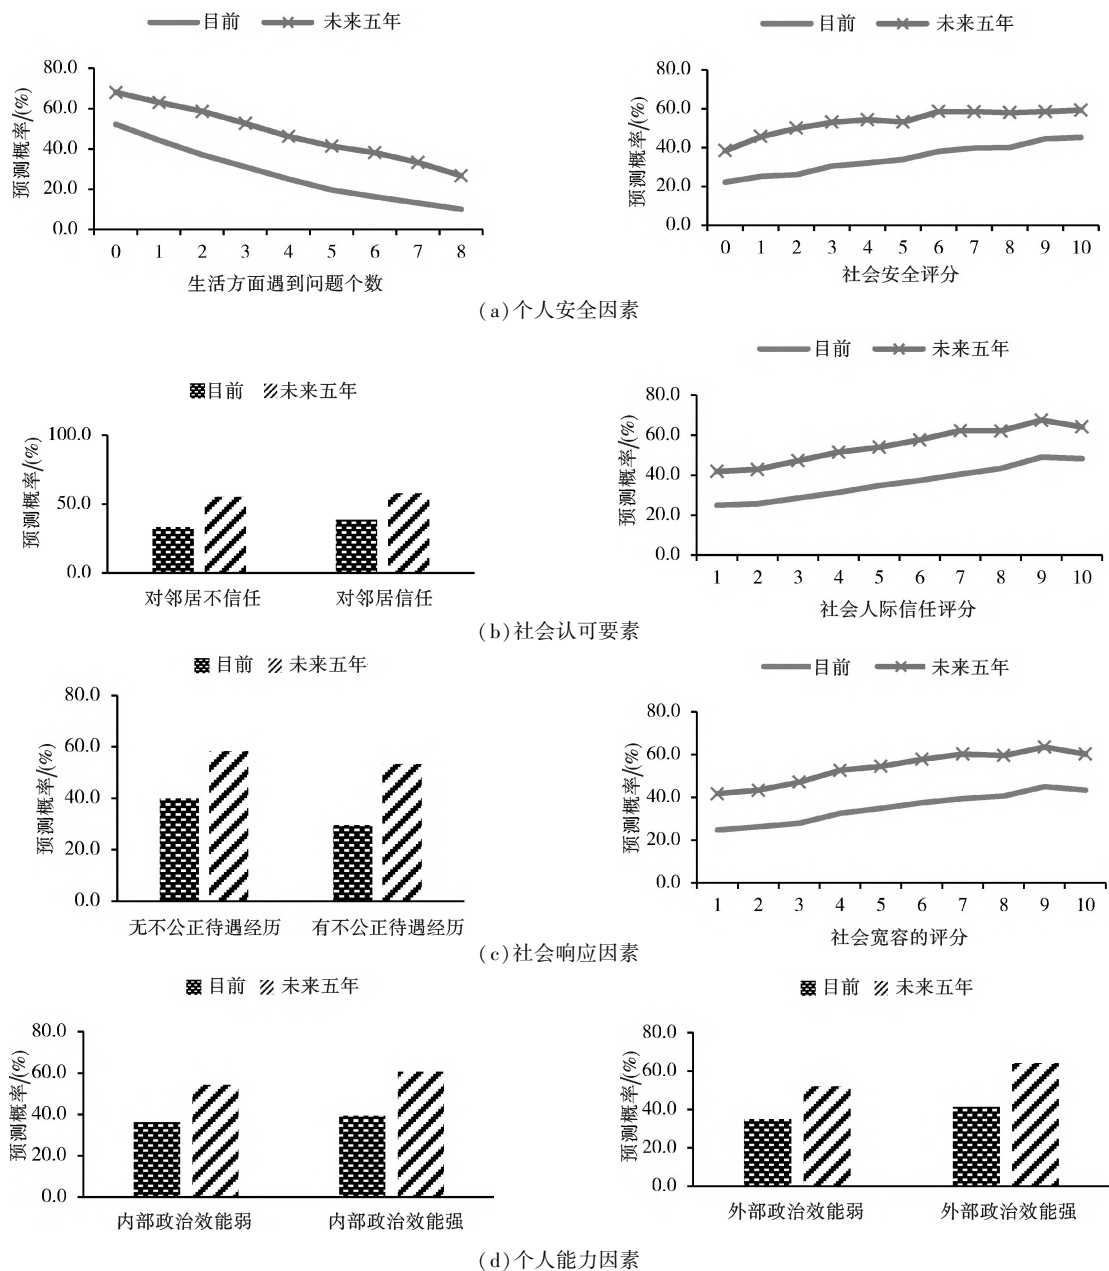 目前 未来五年
预测概率/(%)
80.0
60.0
40.0
20.0
0.0
0 1 2 3 4 5 6 7 8
生活方面遇到问题个数
目前 未来五年
预测概率/(%)
80.0
60.0
40.0
20.0
0.0
0 1 2 3 4 5 6 7 8 9 10
社会安全评分
(a)个人安全因素
目前 未来五年
预测概率/(%)
100.0
50.0
0.0
对邻居不信任 对邻居信任
目前 未来五年
预测概率/(%)
80.0
60.0
40.0
20.0
0.0
1 2 3 4 5 6 7 8 9 10
社会人际信任评分
(b)社会认可要素
目前 未来五年
预测概率/(%)
80.0
60.0
40.0
20.0
0.0
无不公正待遇经历 有不公正待遇经历
目前 未来五年
预测概率/(%)
80.0
60.0
40.0
20.0
0.0
1 2 3 4 5 6 7 8 9 10
社会宽容的评分
(c)社会响应因素
目前 未来五年
预测概率/(%)
80.0
60.0
40.0
20.0
0.0
内部政治效能弱 内部政治效能强
目前 未来五年
预测概率/(%)
80.0
60.0
40.0
20.0
0.0
外部政治效能弱 外部政治效能强
(d)个人能力因素